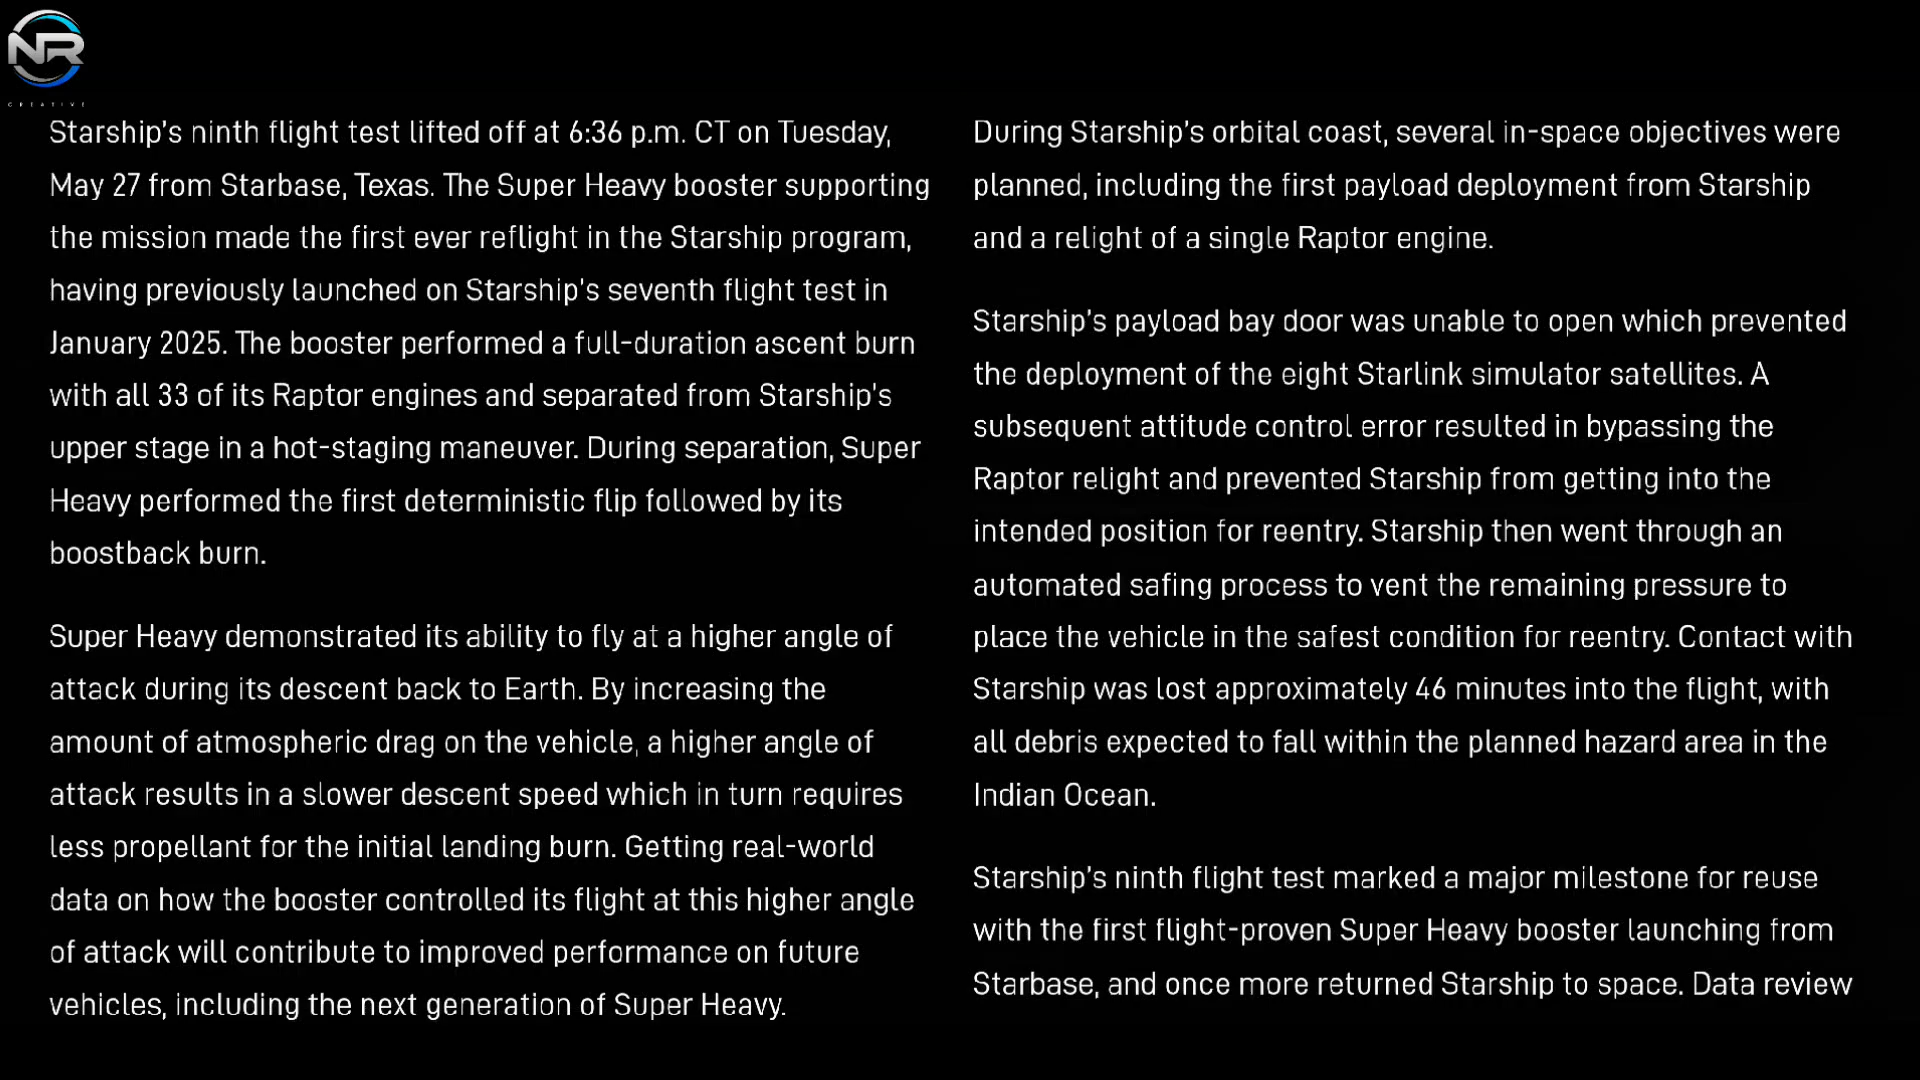 NR
CREATIVE
Starship's ninth flight test lifted off at 6:36 p.m. CT on Tuesday,
May 27 from Starbase, Texas. The Super Heavy booster supporting
the mission made the first ever reflight in the Starship program,
having previously launched on Starship's seventh flight test in
January 2025. The booster performed a full-duration ascent burn
with all 33 of its Raptor engines and separated from Starship's
upper stage in a hot-staging maneuver. During separation, Super
Heavy performed the first deterministic flip followed by its
boostback burn.
Super Heavy demonstrated its ability to fly at a higher angle of
attack during its descent back to Earth. By increasing the
amount of atmospheric drag on the vehicle, a higher angle of
attack results in a slower descent speed which in turn requires
less propellant for the initial landing burn. Getting real-world
data on how the booster controlled its flight at this higher angle
of attack will contribute to improved performance on future
vehicles, including the next generation of Super Heavy.
During Starship's orbital coast, several in-space objectives were
planned, including the first payload deployment from Starship
and a relight of a single Raptor engine.
Starship's payload bay door was unable to open which prevented
the deployment of the eight Starlink simulator satellites. A
subsequent attitude control error resulted in bypassing the
Raptor relight and prevented Starship from getting into the
intended position for reentry. Starship then went through an
automated safing process to vent the remaining pressure to
place the vehicle in the safest condition for reentry. Contact with
Starship was lost approximately 46 minutes into the flight, with
all debris expected to fall within the planned hazard area in the
Indian Ocean.
Starship's ninth flight test marked a major milestone for reuse
with the first flight-proven Super Heavy booster launching from
Starbase, and once more returned Starship to space. Data review